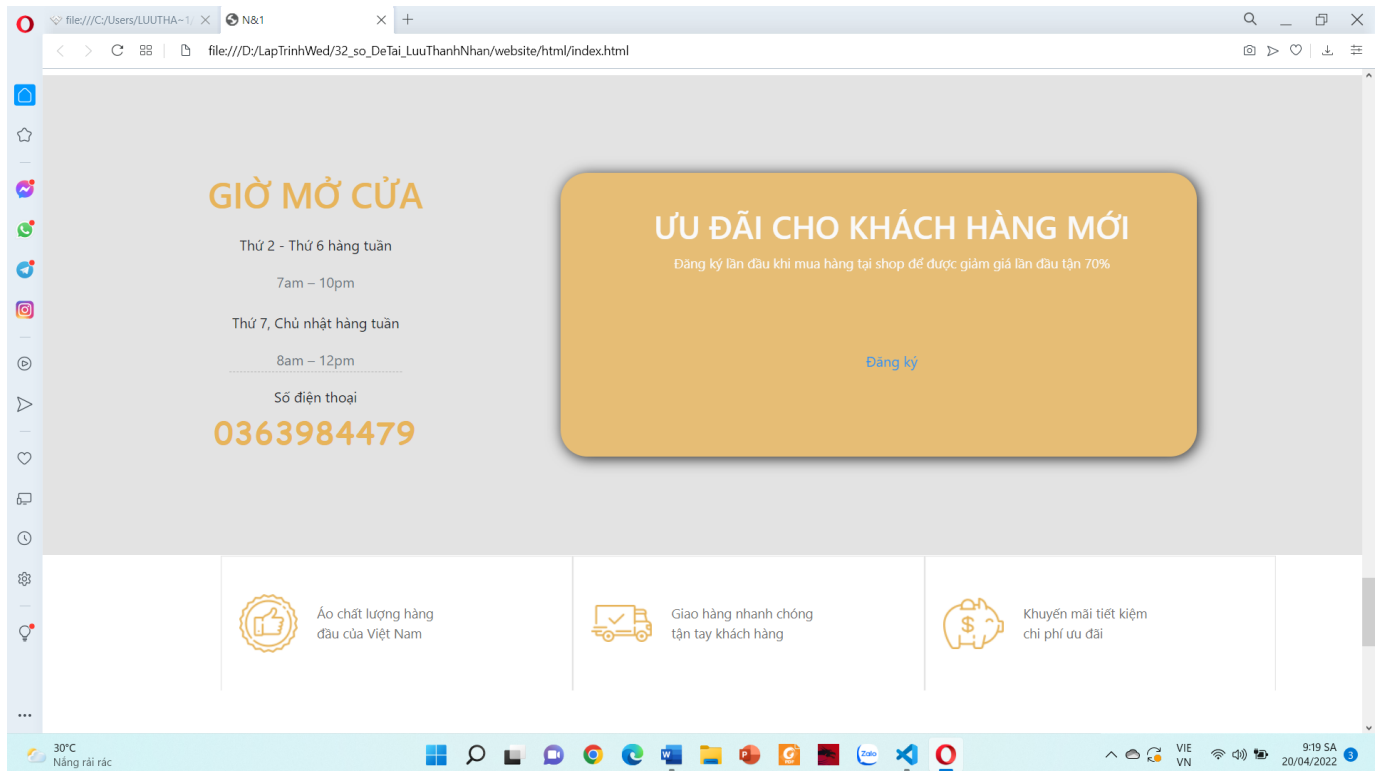 file:///C:/Users/LUUTHA~1/
N&1
file:///D:/LapTrinhWed/32_so_DeTai_LuuThanhNhan/website/html/index.html
GIỜ MỞ CỬA
Thứ 2 - Thứ 6 hàng tuần
7am – 10pm
Thứ 7, Chủ nhật hàng tuần
8am – 12pm
Số điện thoại
0363984479
ƯU ĐÃI CHO KHÁCH HÀNG MỚI
Đăng ký lần đầu khi mua hàng tại shop để được giảm giá lần đầu tận 70%
Đăng ký
Áo chất lượng hàng
đầu của Việt Nam
Giao hàng nhanh chóng
tận tay khách hàng
Khuyến mãi tiết kiệm
chi phí ưu đãi
30°C
Nắng rải rác
Zalo
VIE
VN
9:19 SA
20/04/2022
3